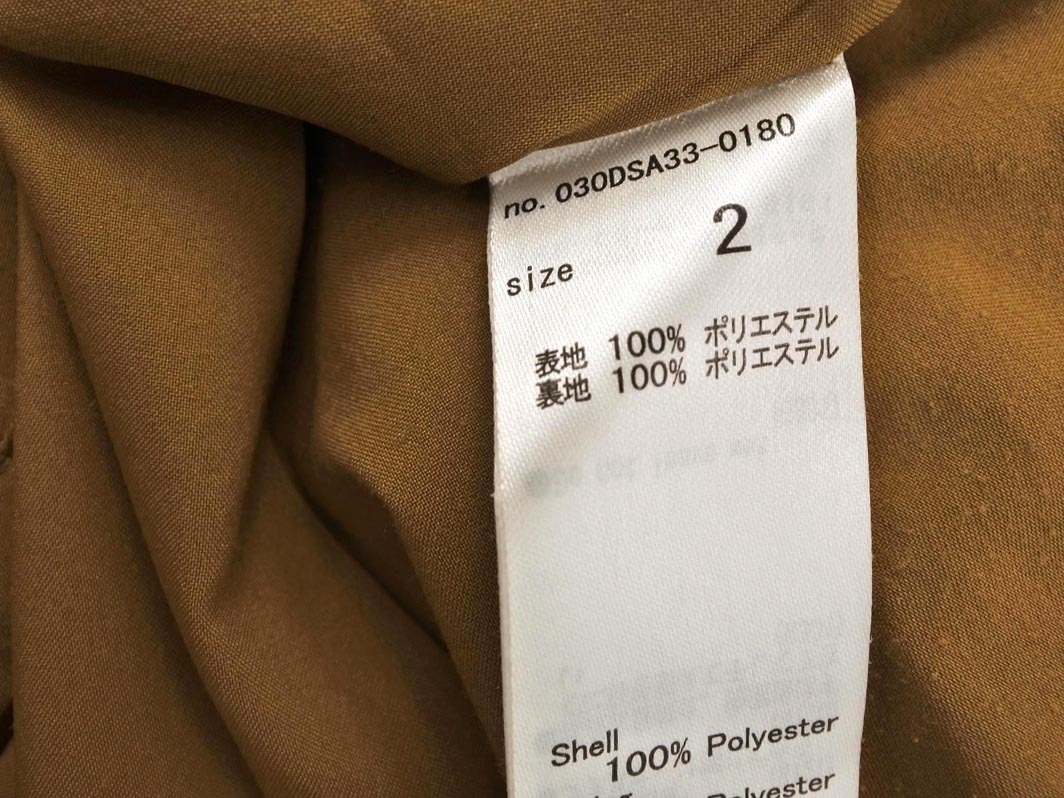 no. 030DSA33-0180
size 2
表地 100% ポリエステル
裏地 100% ポリエステル
Shell
100% Polyester
Polyester